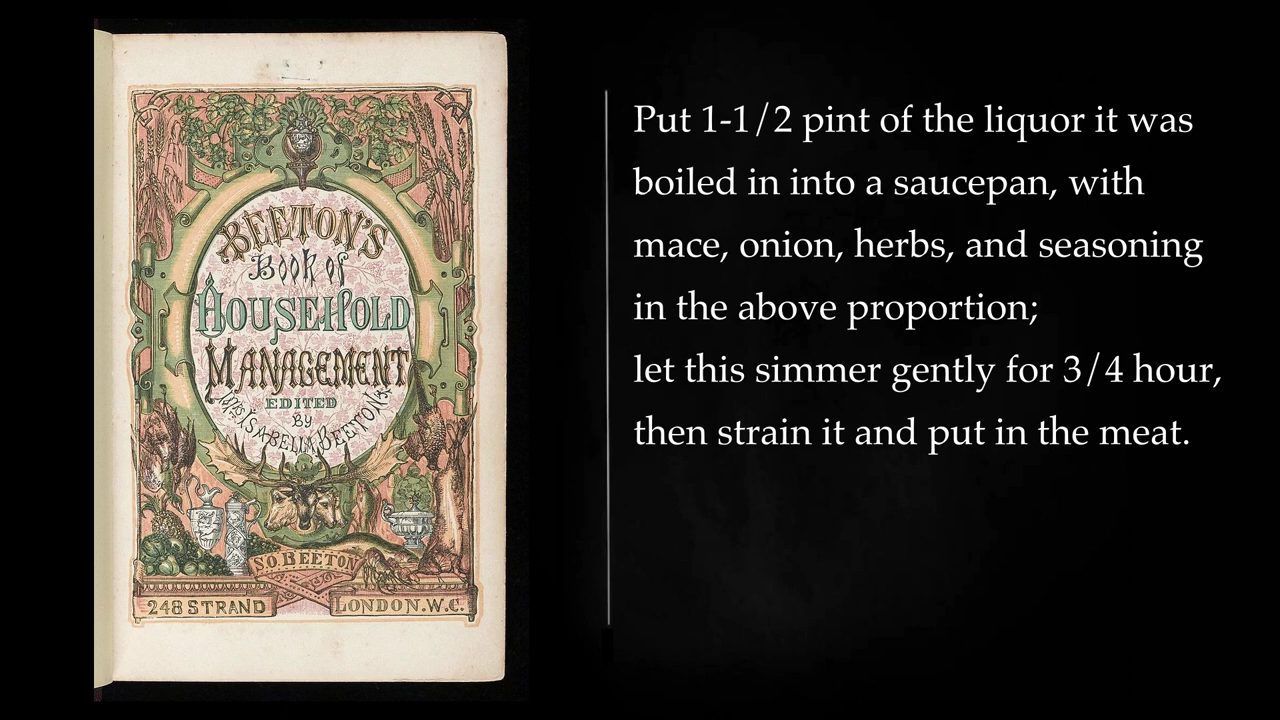 BEETON'S
Book of
HOUSEHOLD
MANAGEMENT
EDITED
BY
MRS ISABELLA BEETON
S.O. BEETON
248 STRAND
LONDON. W.C.
Put 1-1/2 pint of the liquor it was
boiled in into a saucepan, with
mace, onion, herbs, and seasoning
in the above proportion;
let this simmer gently for 3/4 hour,
then strain it and put in the meat.